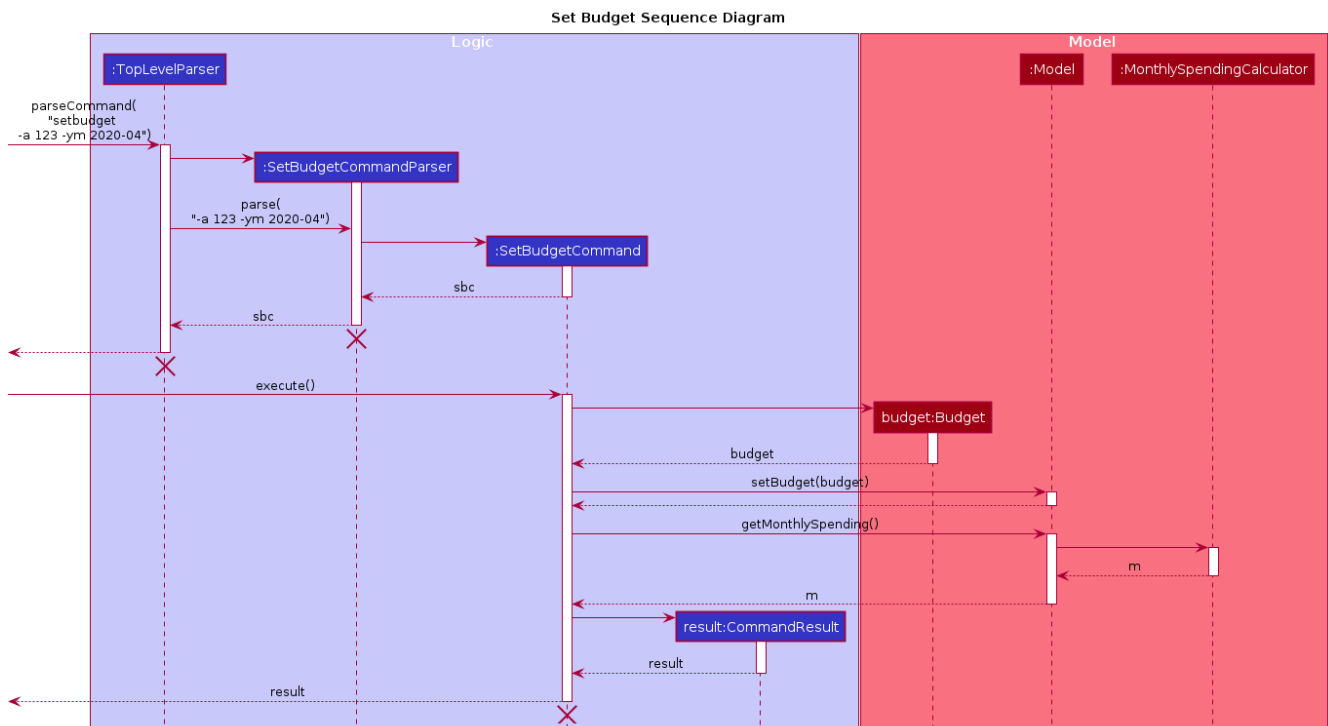 Set Budget Sequence Diagram
Logic
Model
:TopLevelParser
:Model
:MonthlySpendingCalculator
parseCommand(
"setbudget
-a 123 -ym 2020-04")
:SetBudgetCommandParser
parse(
"-a 123 -ym 2020-04")
:SetBudgetCommand
sbc
sbc
execute()
budget:Budget
budget
setBudget(budget)
getMonthlySpending()
m
m
result:CommandResult
result
result